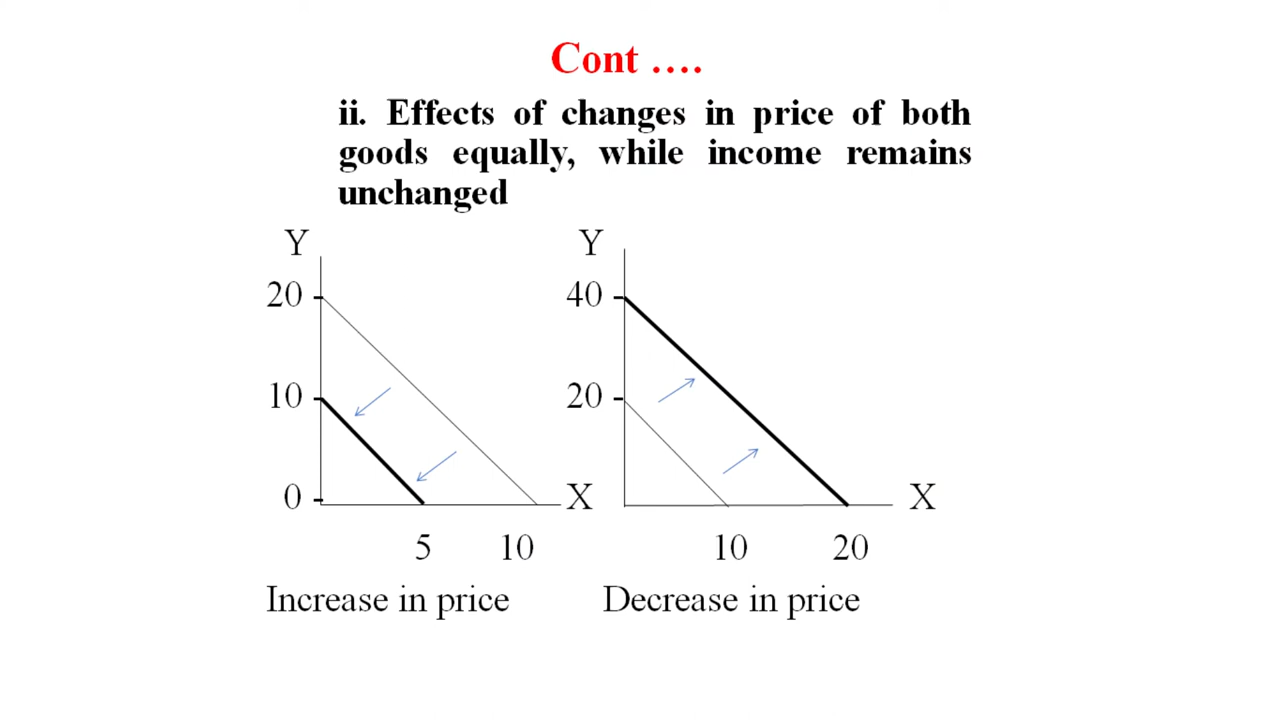 Cont ….
ii. Effects of changes in price of both
goods equally, while income remains
unchanged
Y
20
10
0
X
5 10
Increase in price
Y
40
20
X
10 20
Decrease in price